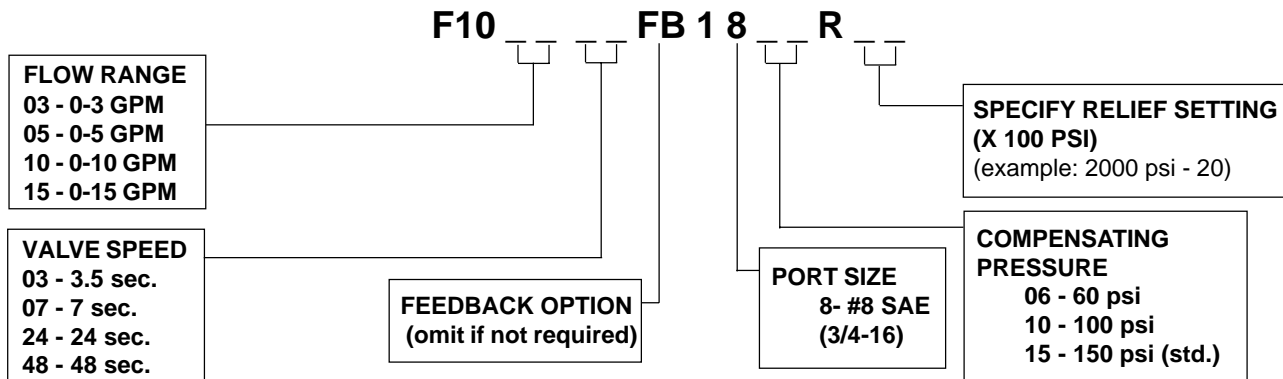 F10 _ _ _ _ FB 1 8 _ _ R _ _
FLOW RANGE
03 - 0-3 GPM
05 - 0-5 GPM
10 - 0-10 GPM
15 - 0-15 GPM
VALVE SPEED
03 - 3.5 sec.
07 - 7 sec.
24 - 24 sec.
48 - 48 sec.
FEEDBACK OPTION
(omit if not required)
PORT SIZE
8- #8 SAE
(3/4-16)
SPECIFY RELIEF SETTING
(X 100 PSI)
(example: 2000 psi - 20)
COMPENSATING
PRESSURE
06 - 60 psi
10 - 100 psi
15 - 150 psi (std.)